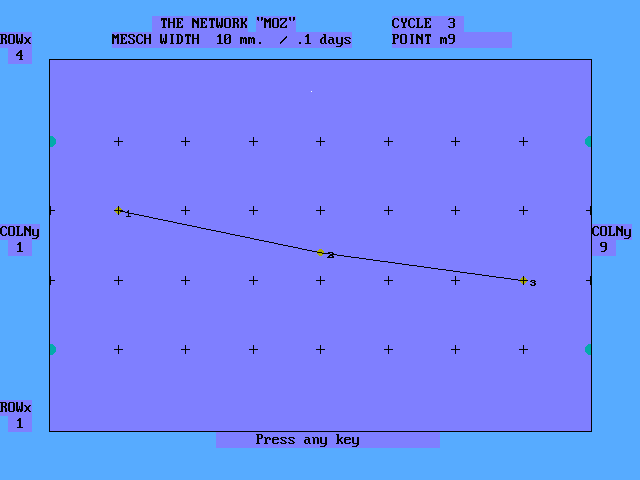 THE NETWORK "MOZ" CYCLE 3
ROWx MESCH WIDTH 10 mm. / .1 days POINT m9
4
1
COLNy COLNy
1 9
2
3
ROWx
1
Press any key